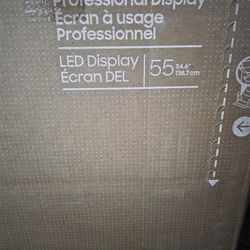 Professional Display
Écran à usage
Professionnel
LED Display
Écran DEL
55 54.6"
138.7cm